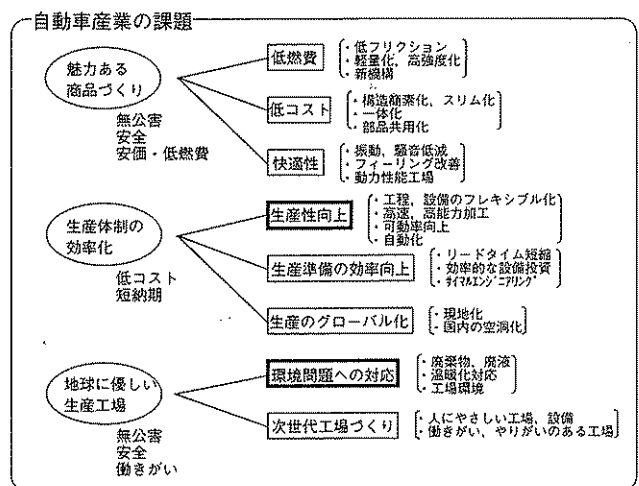 自動車産業の課題
魅力ある
商品づくり
無公害
安全
安価・低燃費
低燃費
・低フリクション
・軽量化、高強度化
・新機構
低コスト
・構造簡素化、スリム化
・一体化
・部品共用化
快適性
・振動、騒音低減
・フィーリング改善
・動力性能工場
生産体制の
効率化
低コスト
短納期
生産性向上
・工程、設備のフレキシブル化
・高速、高能力加工
・可動率向上
・自動化
生産準備の効率向上
・リードタイム短縮
・効率的な設備投資
・ｻｲﾏﾙｴﾝｼﾞﾆｱﾘﾝｸﾞ
生産のグローバル化
・現地化
・国内の空洞化
地球に優しい
生産工場
無公害
安全
働きがい
環境問題への対応
・廃棄物、廃液
・温暖化対応
・工場環境
次世代工場づくり
・人にやさしい工場、設備
・働きがい、やりがいのある工場